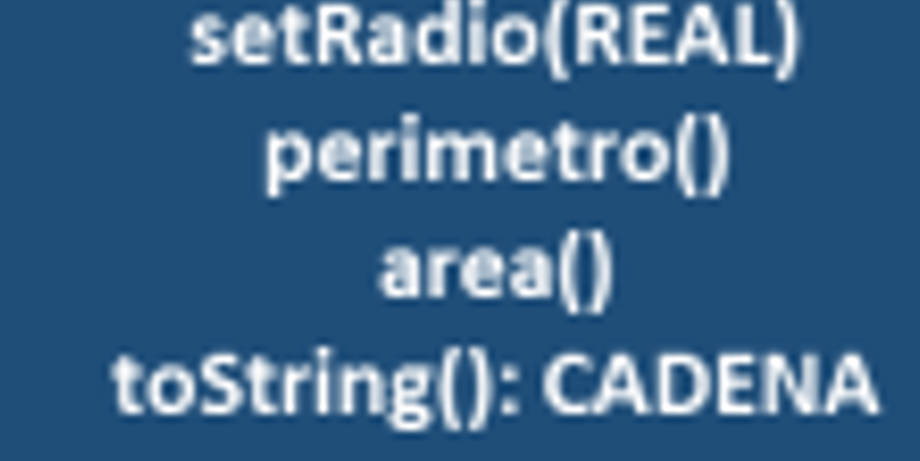 setRadio(REAL)
perimetro()
area()
toString(): CADENA